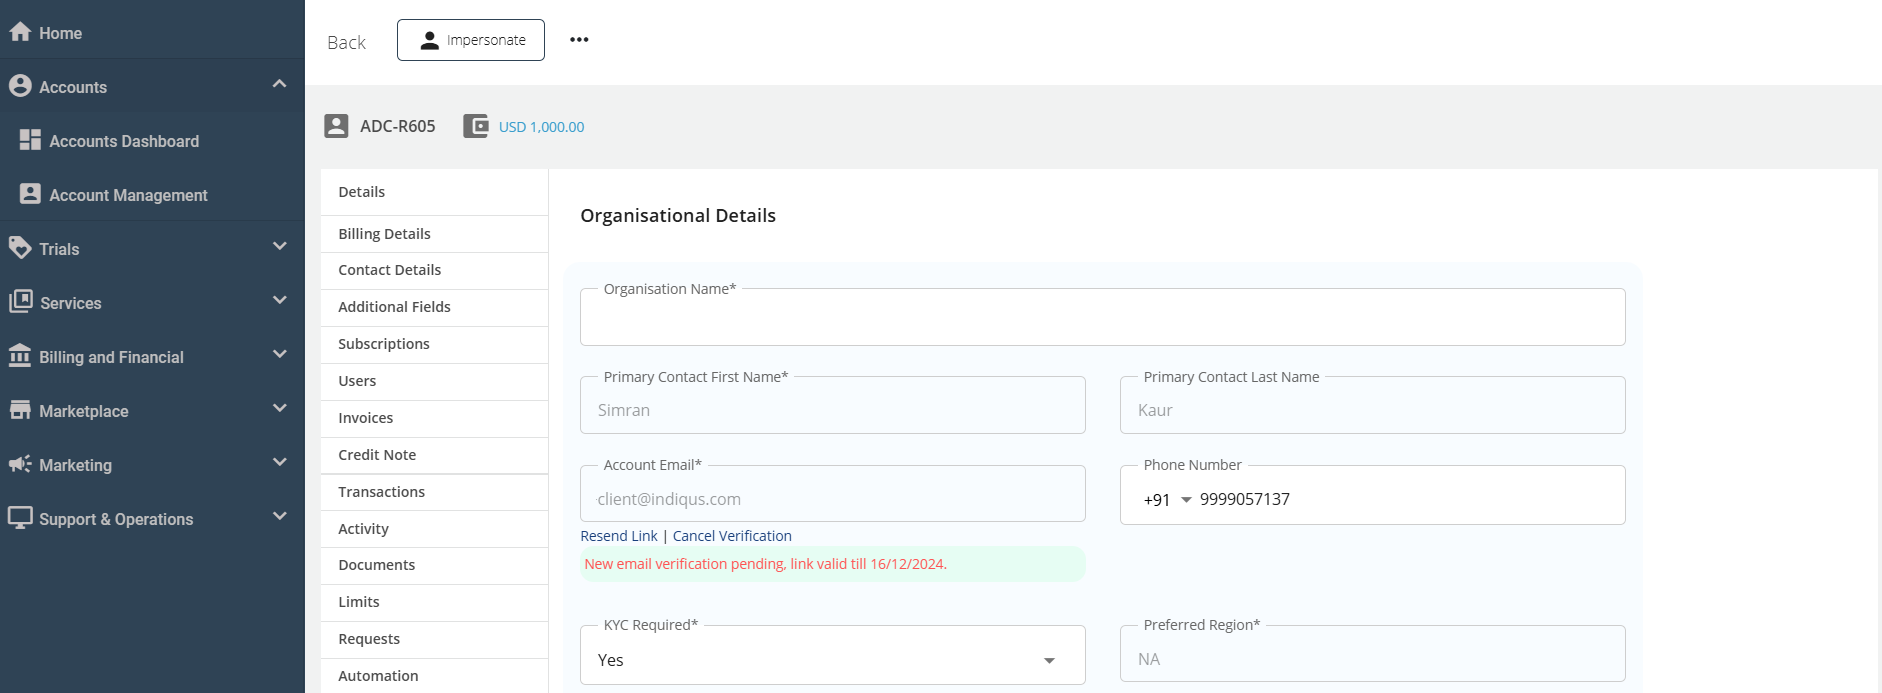 Home
Accounts
Accounts Dashboard
Account Management
Trials
Services
Billing and Financial
Marketplace
Marketing
Support & Operations
Back
Impersonate
ADC-R605
USD 1,000.00
Details
Billing Details
Contact Details
Additional Fields
Subscriptions
Users
Invoices
Credit Note
Transactions
Activity
Documents
Limits
Requests
Automation
Organisational Details
Organisation Name*
Primary Contact First Name*
Simran
Primary Contact Last Name
Kaur
Account Email*
client@indiqus.com
Phone Number
+91 9999057137
Resend Link | Cancel Verification
New email verification pending, link valid till 16/12/2024.
KYC Required*
Yes
Preferred Region*
NA